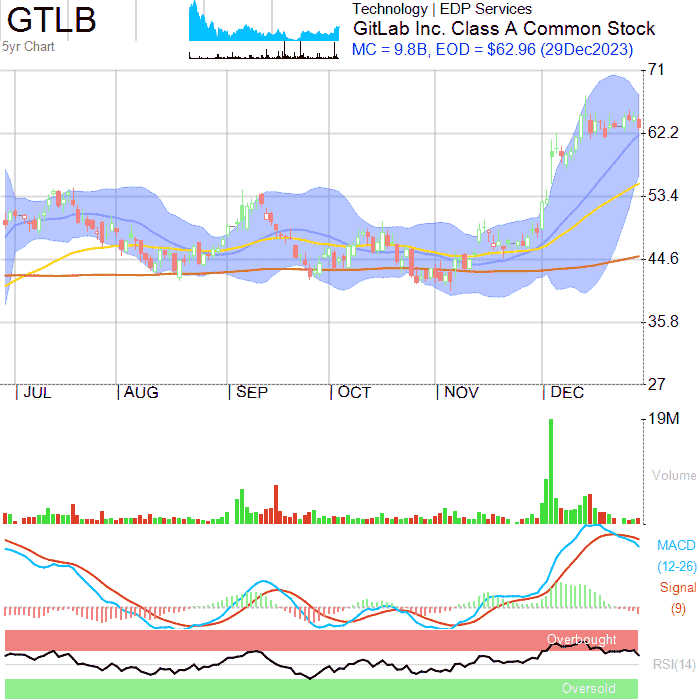 GTLB
5yr Chart
Technology | EDP Services
GitLab Inc. Class A Common Stock
MC = 9.8B, EOD = $62.96 (29Dec2023)
71
62.2
53.4
44.6
35.8
27
JUL AUG SEP OCT NOV DEC
19M
Volume
MACD
(12-26)
Signal
(9)
Overbought
RSI(14)
Oversold